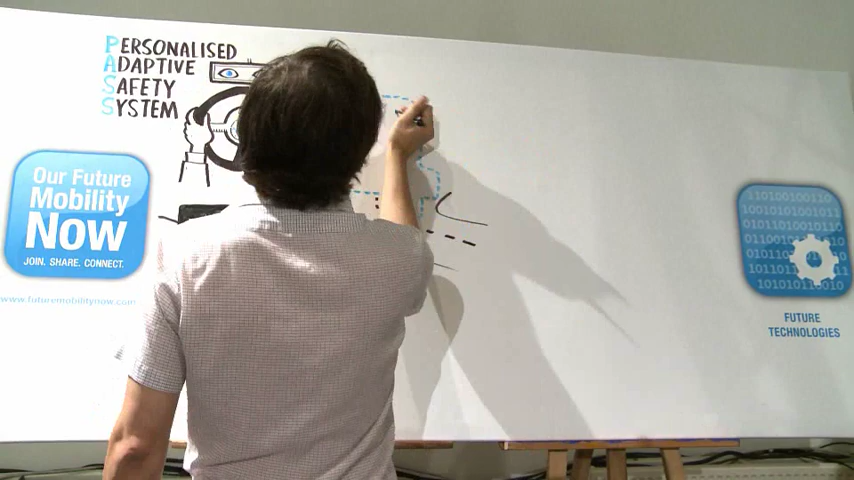 PERSONALISED
ADAPTIVE
SAFETY
SYSTEM
Our Future
Mobility
Now
JOIN. SHARE. CONNECT.
www.futuremobilitynow.com
FUTURE
TECHNOLOGIES